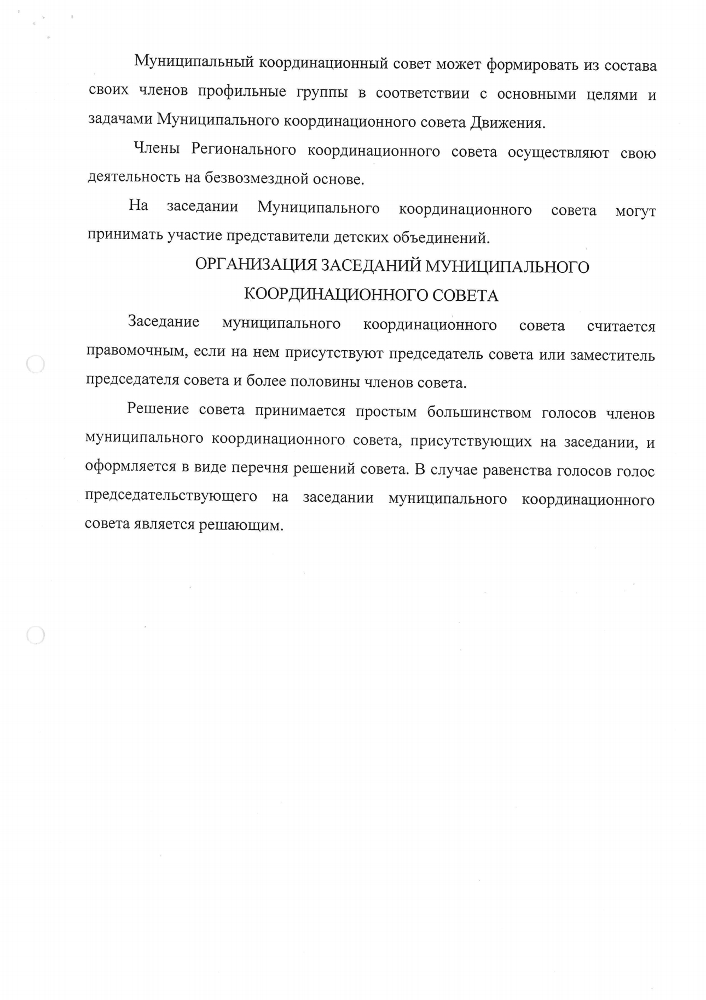 Муниципальный координационный совет может формировать из состава
своих членов профильные группы в соответствии с основными целями и
задачами Муниципального координационного совета Движения.
Члены Регионального координационного совета осуществляют свою
деятельность на безвозмездной основе.
На заседании Муниципального координационного совета могут
принимать участие представители детских объединений.
ОРГАНИЗАЦИЯ ЗАСЕДАНИЙ МУНИЦИПАЛЬНОГО
КООРДИНАЦИОННОГО СОВЕТА
Заседание муниципального координационного совета считается
правомочным, если на нем присутствуют председатель совета или заместитель
председателя совета и более половины членов совета.
Решение совета принимается простым большинством голосов членов
муниципального координационного совета, присутствующих на заседании, и
оформляется в виде перечня решений совета. В случае равенства голосов голос
председательствующего на заседании муниципального координационного
совета является решающим.